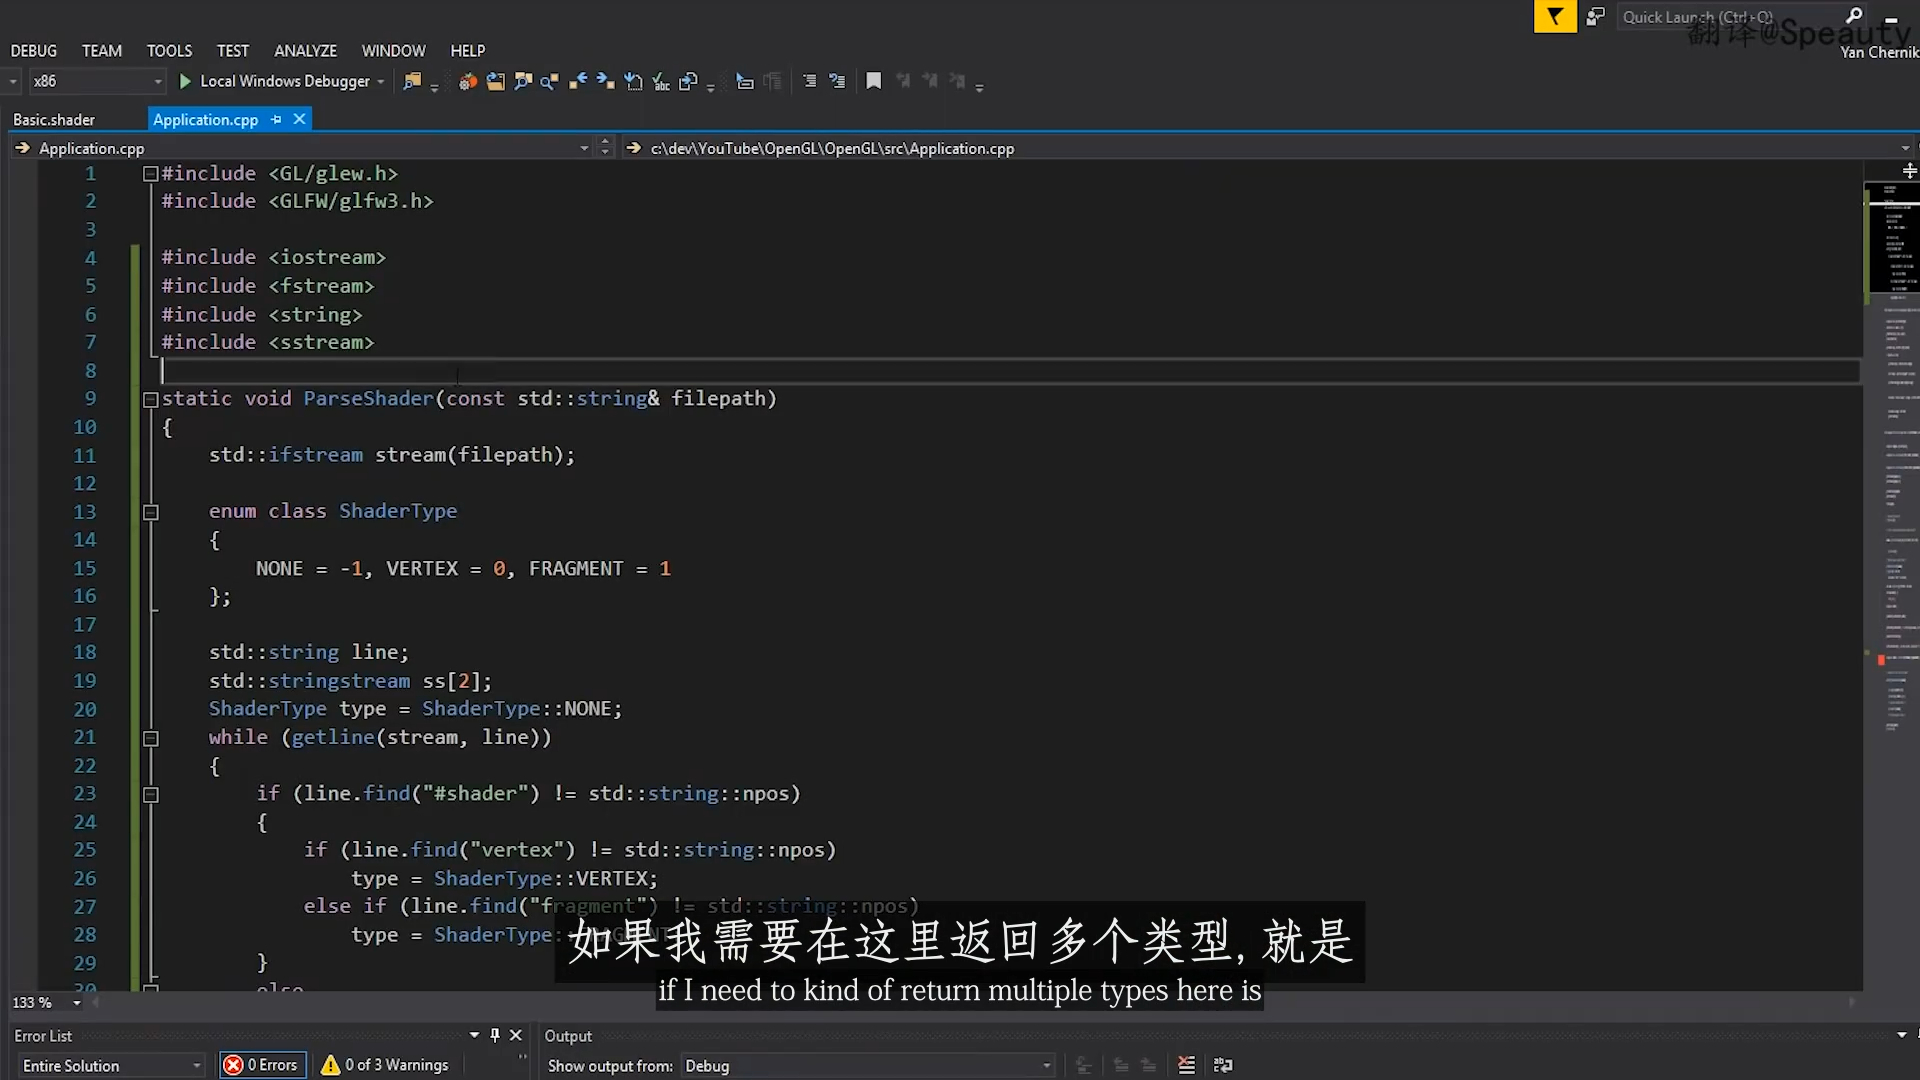 Quick Launch (Ctrl+Q)
翻译@Speauty
DEBUG TEAM TOOLS TEST ANALYZE WINDOW HELP
Yan Chernik
x86 Local Windows Debugger
Basic.shader Application.cpp
Application.cpp c:\dev\YouTube\OpenGL\OpenGL\src\Application.cpp
1 #include <GL/glew.h>
2 #include <GLFW/glfw3.h>
3
4 #include <iostream>
5 #include <fstream>
6 #include <string>
7 #include <sstream>
8
9 static void ParseShader(const std::string& filepath)
10 {
11 std::ifstream stream(filepath);
12
13 enum class ShaderType
14 {
15 NONE = -1, VERTEX = 0, FRAGMENT = 1
16 };
17
18 std::string line;
19 std::stringstream ss[2];
20 ShaderType type = ShaderType::NONE;
21 while (getline(stream, line))
22 {
23 if (line.find("#shader") != std::string::npos)
24 {
25 if (line.find("vertex") != std::string::npos)
26 type = ShaderType::VERTEX;
27 else if (line.find("fragment") != std::string::npos)
28 type = ShaderType:
29 }
30 else
如果我需要在这里返回多个类型, 就是
if I need to kind of return multiple types here is
133 %
Error List Output
Entire Solution 0 Errors 0 of 3 Warnings Show output from: Debug